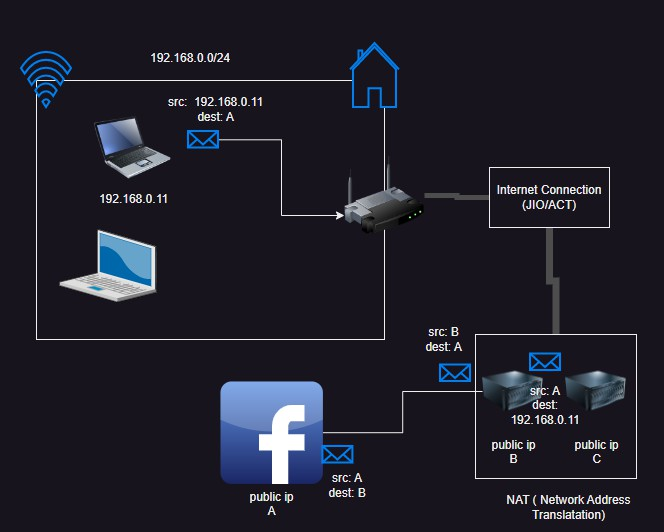 192.168.0.0/24
src: 192.168.0.11
dest: A
192.168.0.11
Internet Connection
(JIO/ACT)
src: B
dest: A
src: A
dest:
192.168.0.11
public ip
B
public ip
C
f
src: A
dest: B
public ip
A
NAT ( Network Address
Translatation)